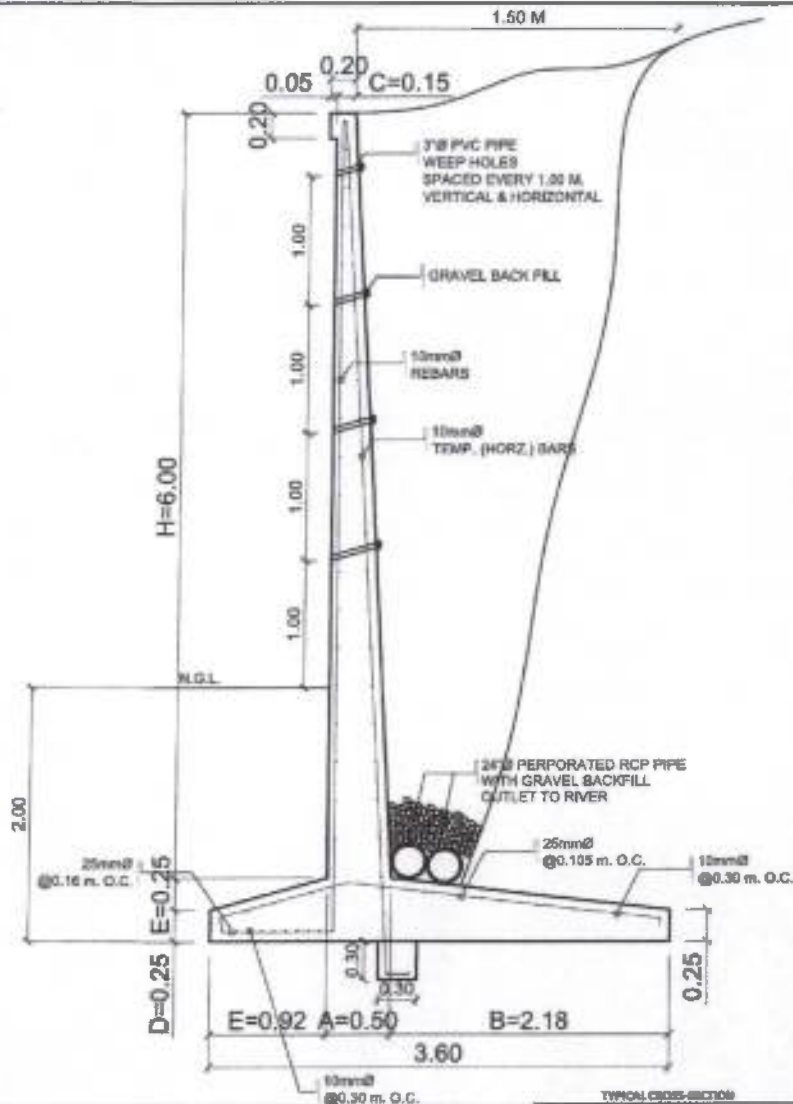 1.50 M
0.20
0.05
C=0.15
0.20
3"Ø PVC PIPE
WEEP HOLES
SPACED EVERY 1.00 M.
VERTICAL & HORIZONTAL
1.00
GRAVEL BACK FILL
1.00
10mmØ
REBARS
10mmØ
TEMP. (HORZ.) BARS
H=6.00
1.00
1.00
N.G.L.
2.00
24"Ø PERPORATED RCP PIPE
WITH GRAVEL BACKFILL
OUTLET TO RIVER
25mmØ
@0.16 m. O.C.
25mmØ
@0.105 m. O.C.
10mmØ
@0.30 m. O.C.
E=0.25
D=0.25
0.30
0.30
0.25
E=0.92
A=0.50
B=2.18
3.60
10mmØ
@0.30 m. O.C.
TYPICAL CROSS-SECTION